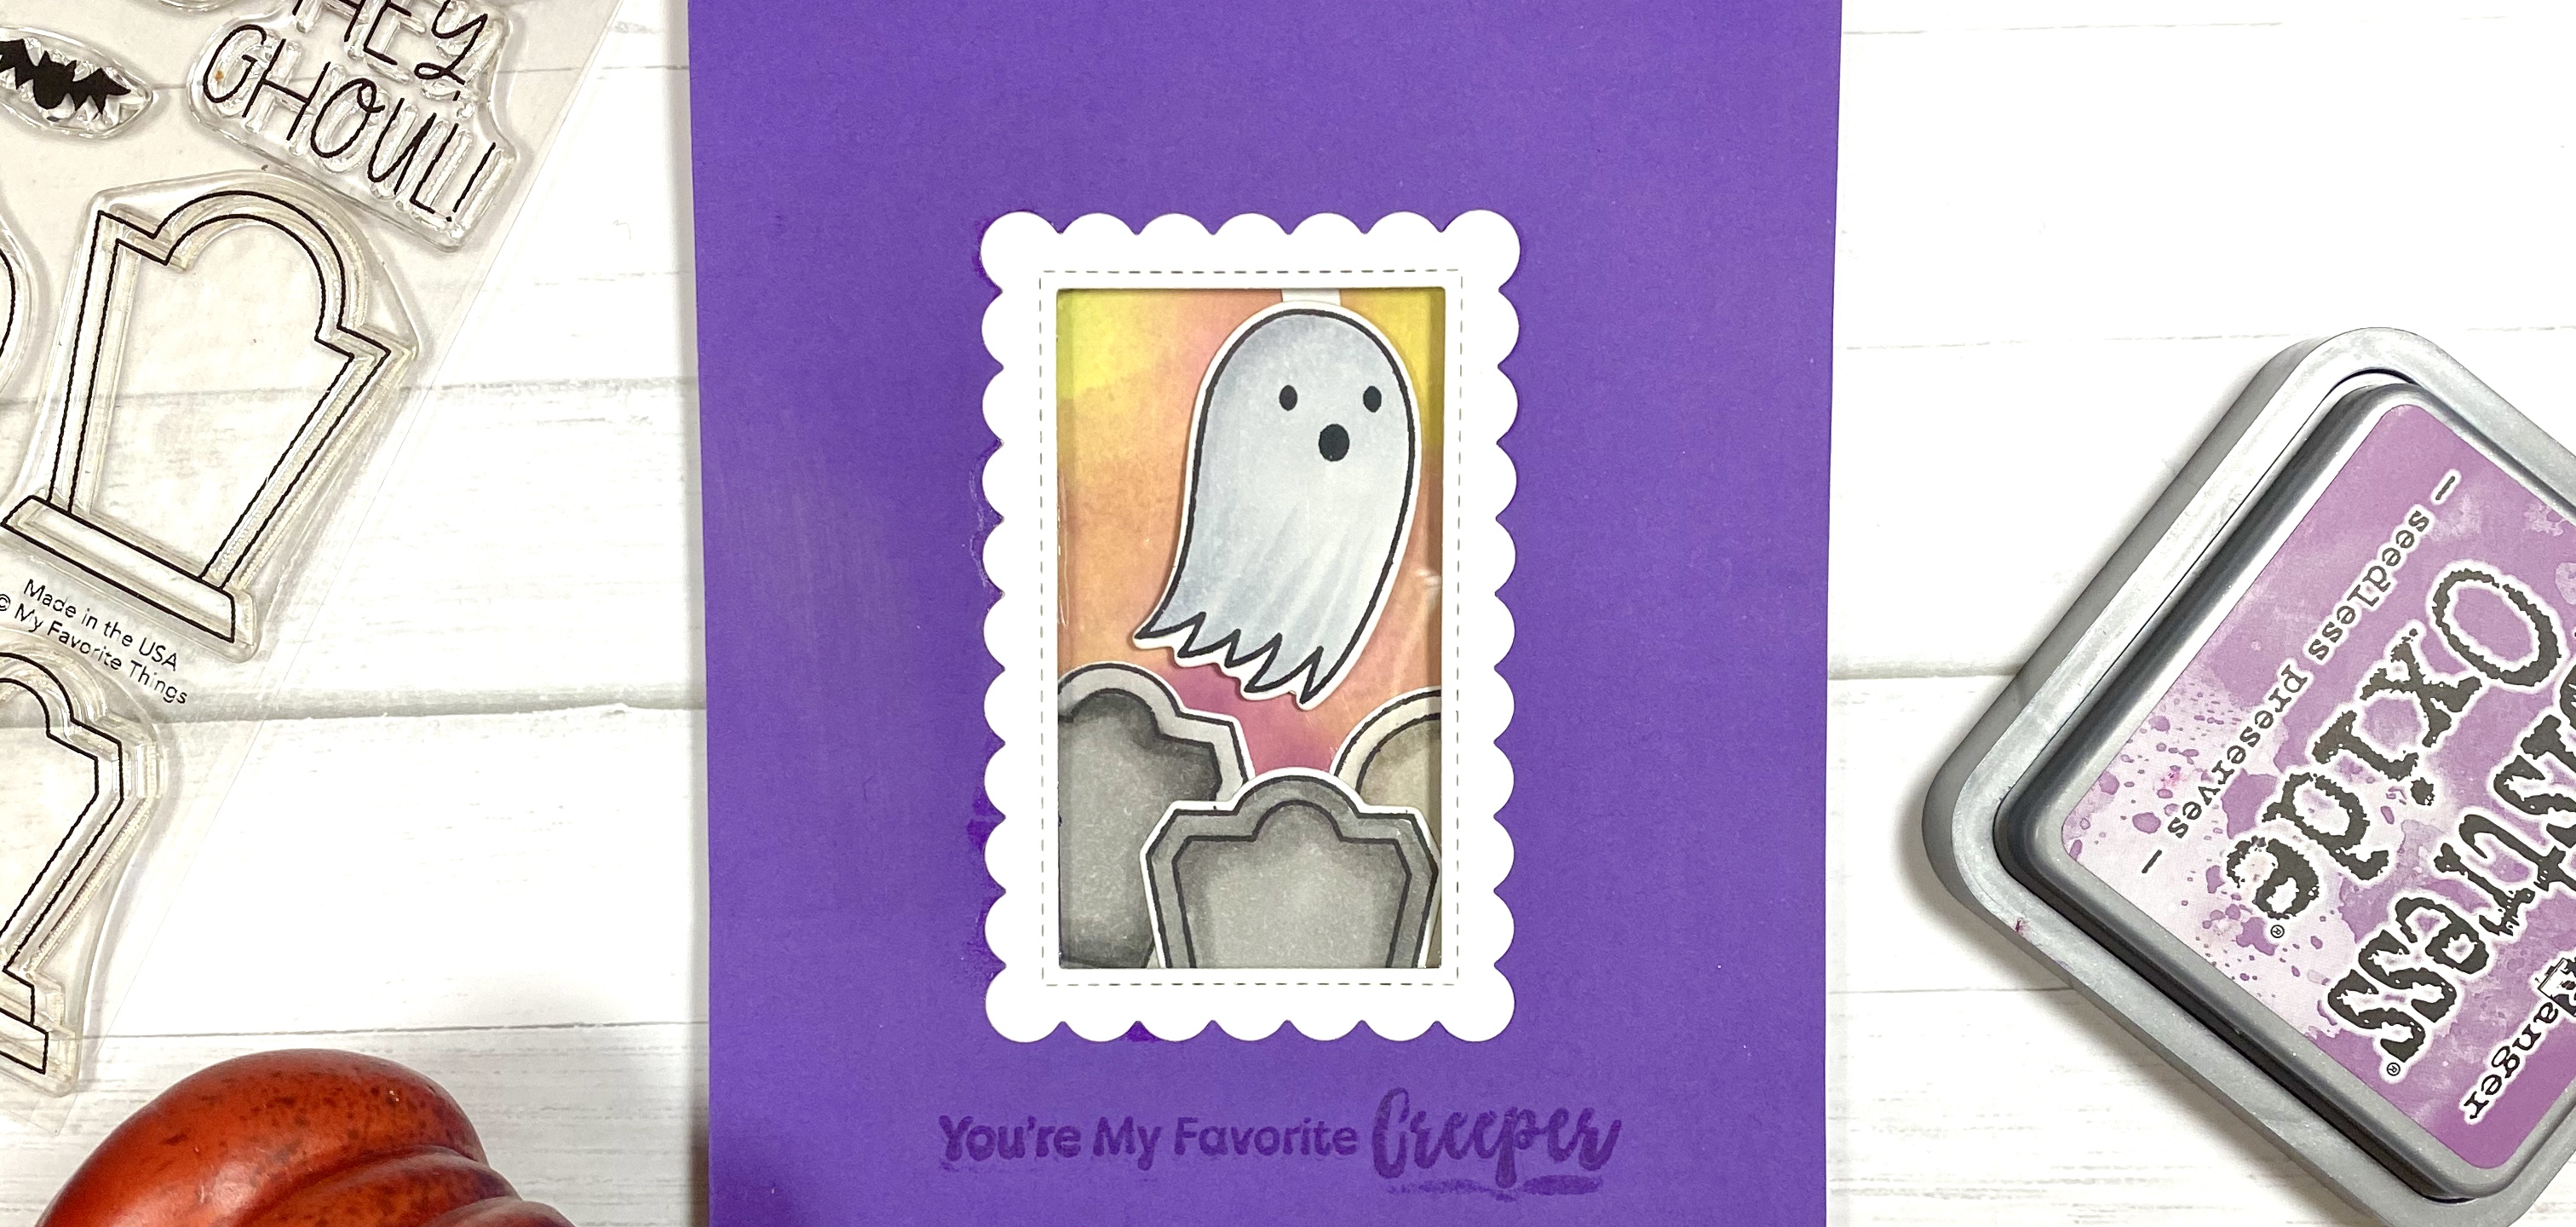 HEY
GHOUL!
Made in the USA
© My Favorite Things
You're My Favorite Creeper
— seedless preserves —
Distress®
Oxide®
Ranger